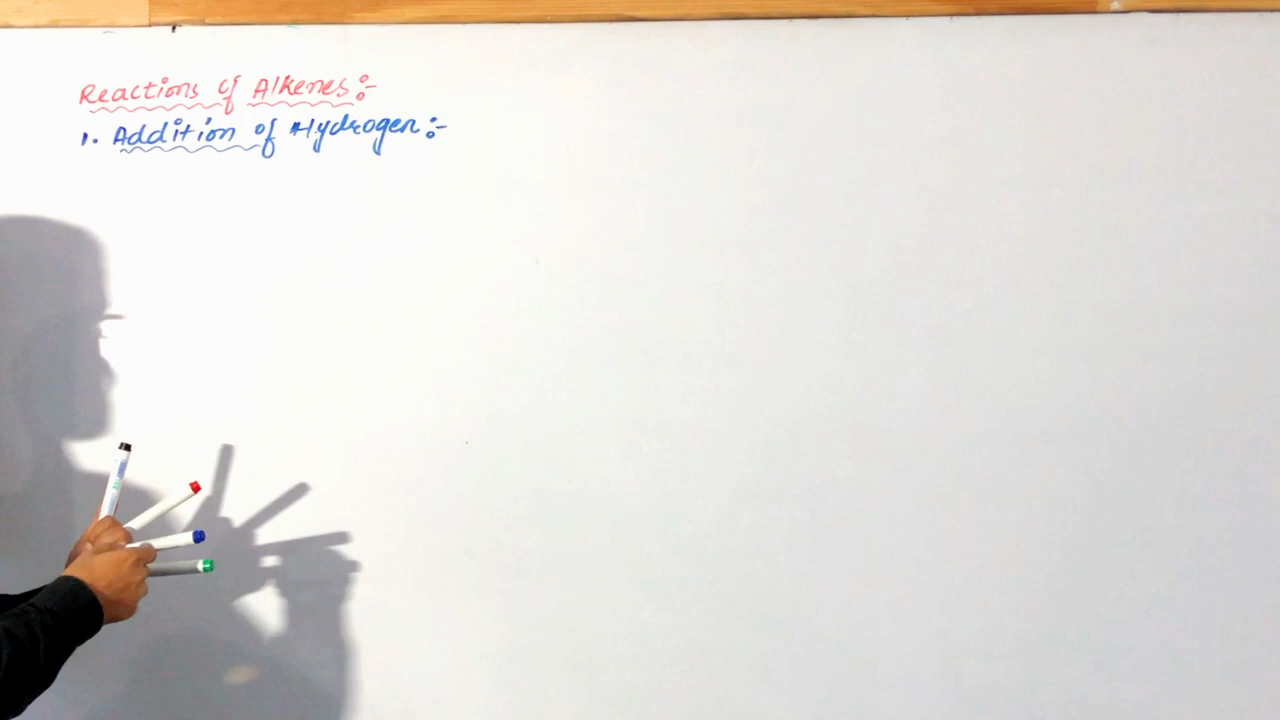 Reactions of Alkenes:-
1. Addition of Hydrogen:-